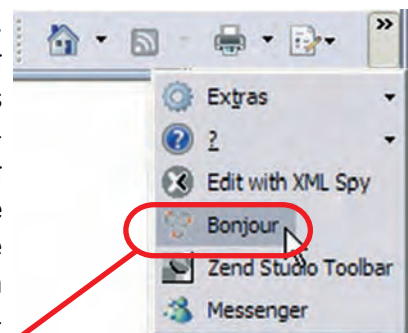 »
Extras
?
Edit with XML Spy
Bonjour
Zend Studio Toolbar
Messenger